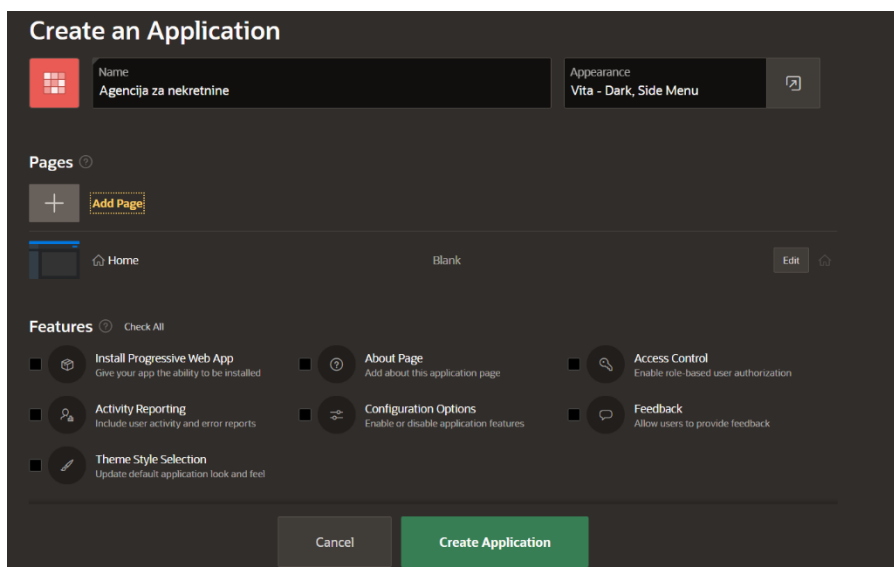 Create an Application
Name
Agencija za nekretnine
Appearance
Vita - Dark, Side Menu
Pages
Add Page
Home
Blank
Edit
Features
Check All
Install Progressive Web App
Give your app the ability to be installed
About Page
Add about this application page
Access Control
Enable role-based user authorization
Activity Reporting
Include user activity and error reports
Configuration Options
Enable or disable application features
Feedback
Allow users to provide feedback
Theme Style Selection
Update default application look and feel
Cancel
Create Application